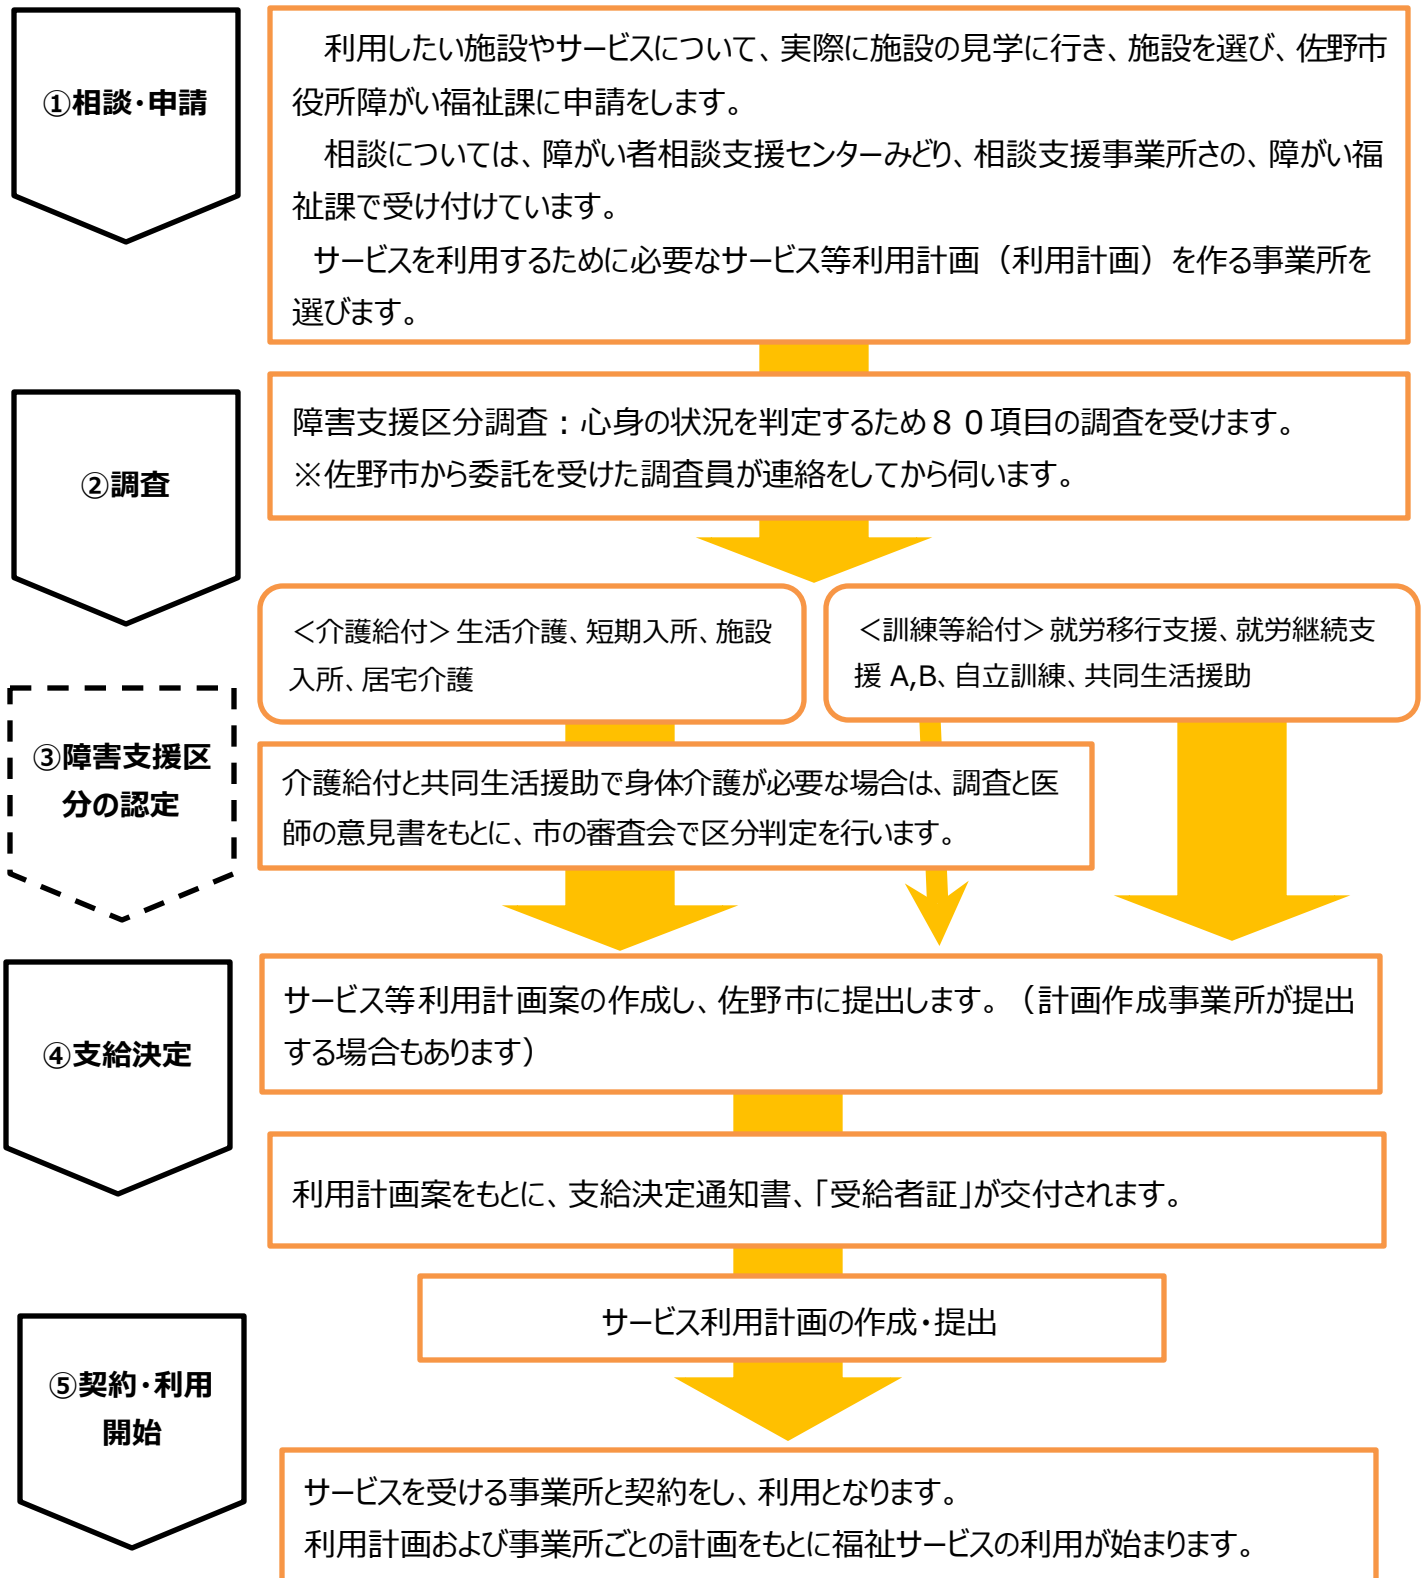 ①相談・申請
利用したい施設やサービスについて、実際に施設の見学に行き、施設を選び、佐野市
役所障がい福祉課に申請をします。
相談については、障がい者相談支援センターみどり、相談支援事業所さの、障がい福
祉課で受け付けています。
サービスを利用するために必要なサービス等利用計画（利用計画）を作る事業所を
選びます。
②調査
障害支援区分調査：心身の状況を判定するため８０項目の調査を受けます。
※佐野市から委託を受けた調査員が連絡をしてから伺います。
＜介護給付＞生活介護、短期入所、施設
入所、居宅介護
＜訓練等給付＞就労移行支援、就労継続支
援 A,B、自立訓練、共同生活援助
③障害支援区
分の認定
介護給付と共同生活援助で身体介護が必要な場合は、調査と医
師の意見書をもとに、市の審査会で区分判定を行います。
④支給決定
サービス等利用計画案の作成し、佐野市に提出します。（計画作成事業所が提出
する場合もあります）
利用計画案をもとに、支給決定通知書、「受給者証」が交付されます。
サービス利用計画の作成・提出
⑤契約・利用
開始
サービスを受ける事業所と契約をし、利用となります。
利用計画および事業所ごとの計画をもとに福祉サービスの利用が始まります。